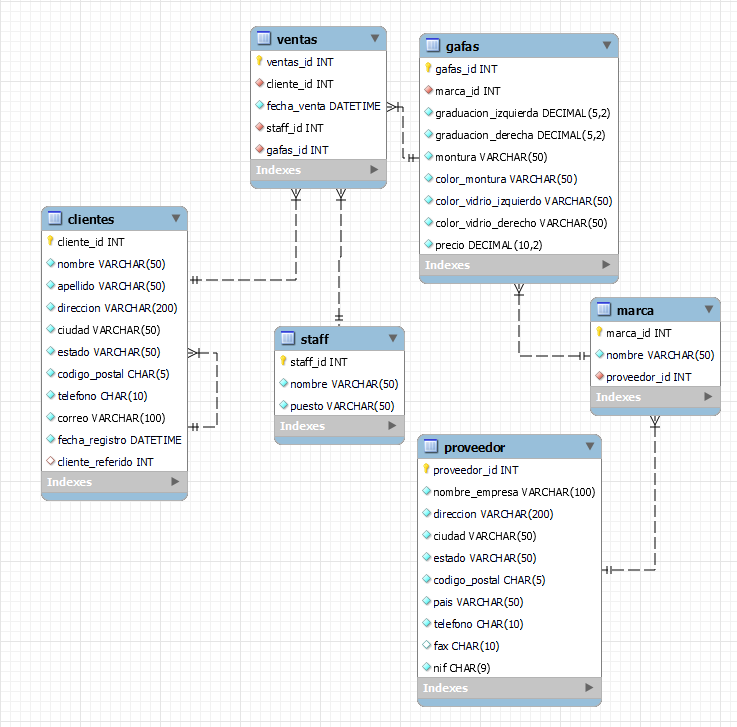 ventas
ventas_id INT
cliente_id INT
fecha_venta DATETIME
staff_id INT
gafas_id INT
Indexes
gafas
gafas_id INT
marca_id INT
graduacion_izquierda DECIMAL(5,2)
graduacion_derecha DECIMAL(5,2)
montura VARCHAR(50)
color_montura VARCHAR(50)
color_vidrio_izquierdo VARCHAR(50)
color_vidrio_derecho VARCHAR(50)
precio DECIMAL(10,2)
Indexes
clientes
cliente_id INT
nombre VARCHAR(50)
apellido VARCHAR(50)
direccion VARCHAR(200)
ciudad VARCHAR(50)
estado VARCHAR(50)
codigo_postal CHAR(5)
telefono CHAR(10)
correo VARCHAR(100)
fecha_registro DATETIME
cliente_referido INT
Indexes
staff
staff_id INT
nombre VARCHAR(50)
puesto VARCHAR(50)
Indexes
marca
marca_id INT
nombre VARCHAR(50)
proveedor_id INT
Indexes
proveedor
proveedor_id INT
nombre_empresa VARCHAR(100)
direccion VARCHAR(200)
ciudad VARCHAR(50)
estado VARCHAR(50)
codigo_postal CHAR(5)
pais VARCHAR(50)
telefono CHAR(10)
fax CHAR(10)
nif CHAR(9)
Indexes